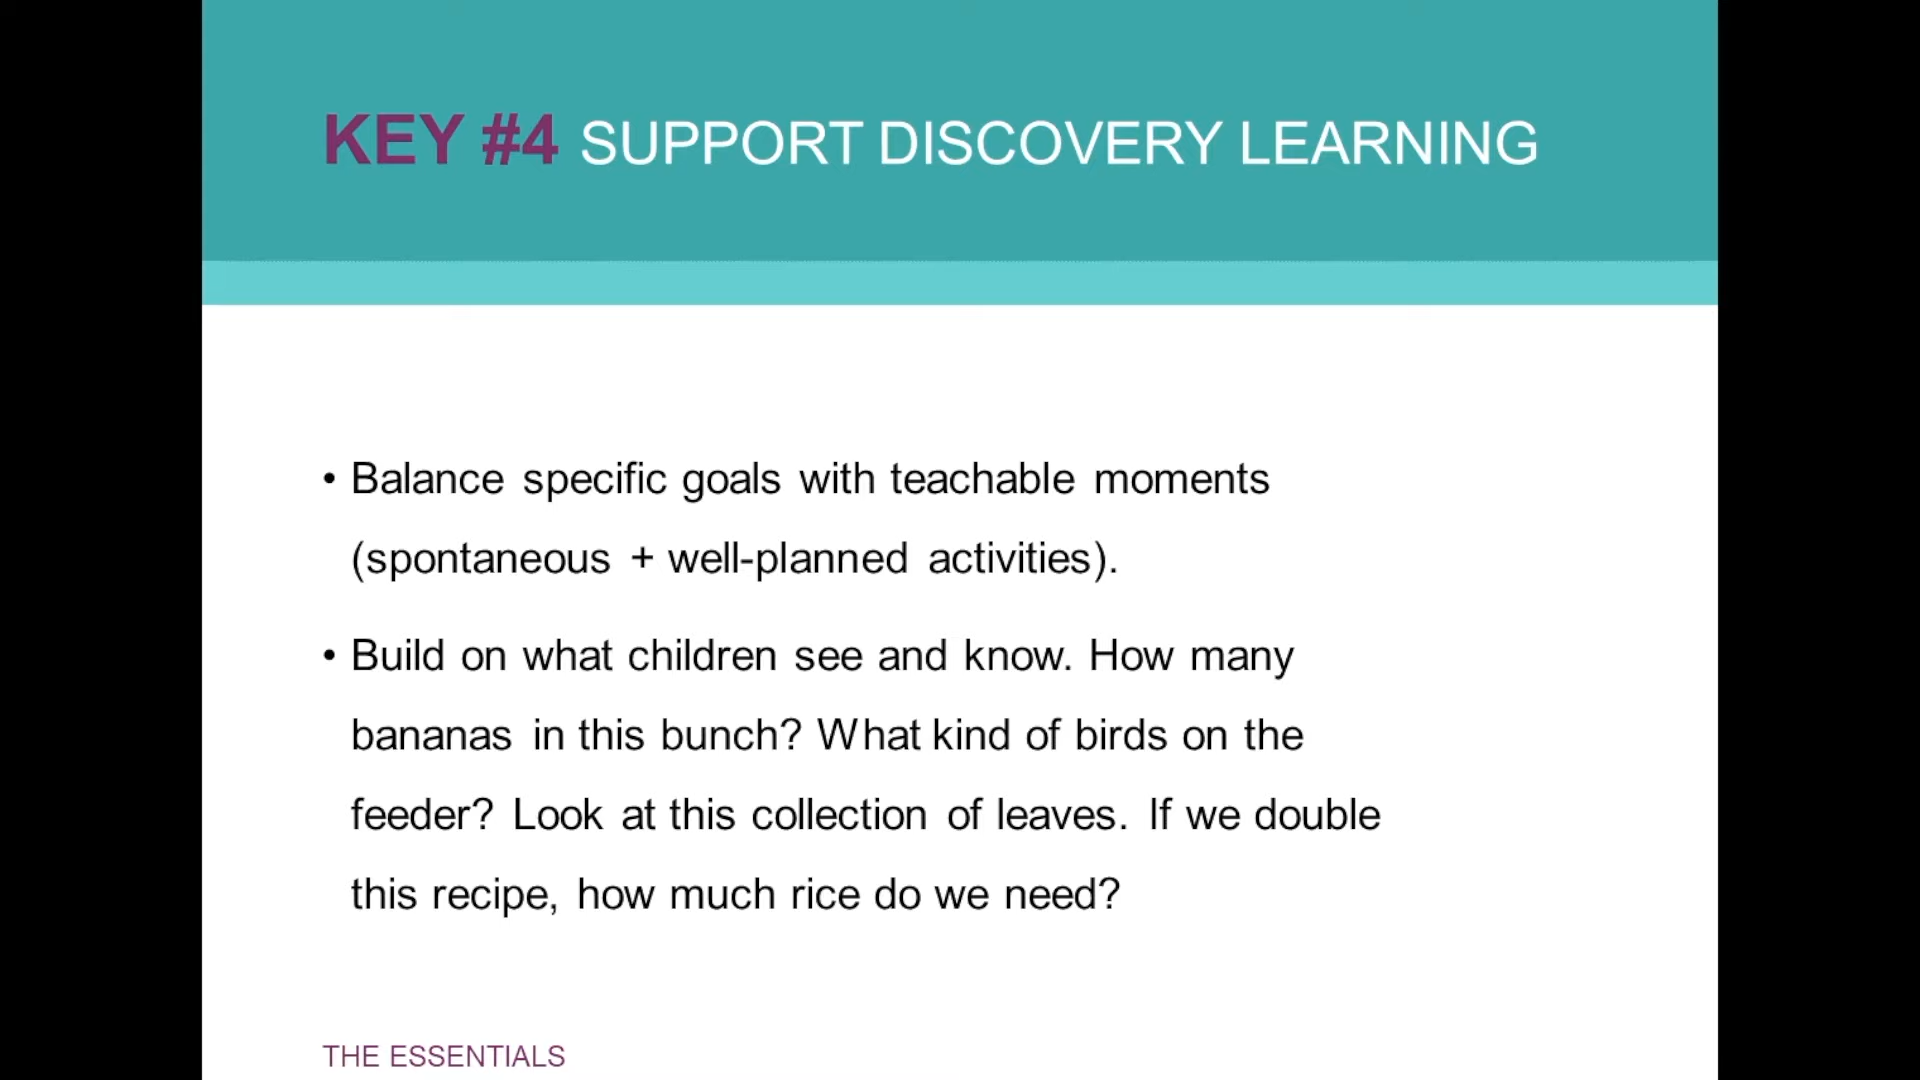 KEY #4 SUPPORT DISCOVERY LEARNING
• Balance specific goals with teachable moments
(spontaneous + well-planned activities).
• Build on what children see and know. How many
bananas in this bunch? What kind of birds on the
feeder? Look at this collection of leaves. If we double
this recipe, how much rice do we need?
THE ESSENTIALS